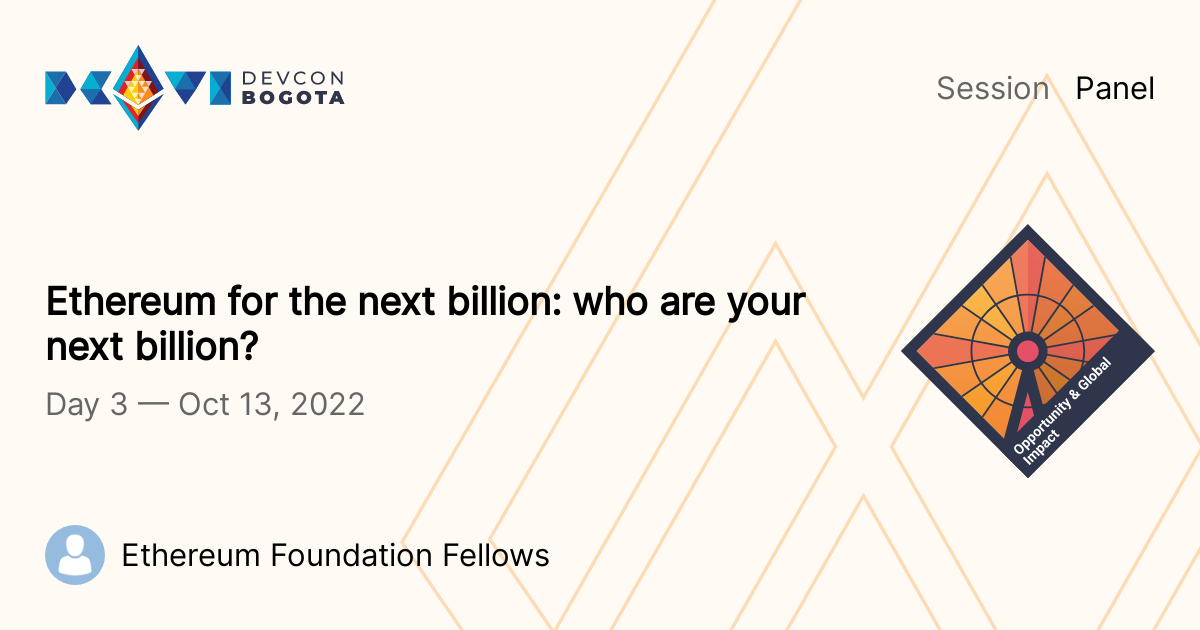 DEVCON
BOGOTA
Session Panel
Ethereum for the next billion: who are your
next billion?
Day 3 — Oct 13, 2022
Opportunity & Global
Impact
Ethereum Foundation Fellows